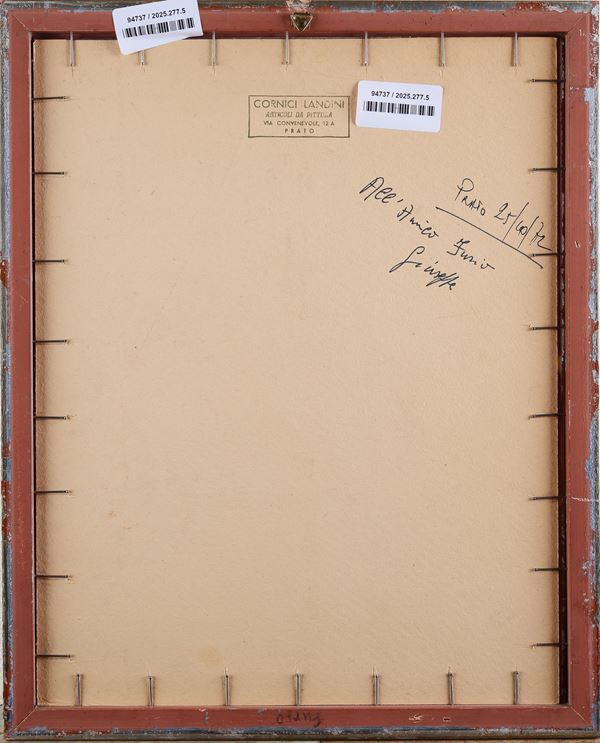 94737 / 2025.277.5
94737 / 2025.277.5
CORNICI LANDINI
ARTICOLI DA PITTURA
VIA CONVENEVOLE, 12 A
PRATO
Prato 25/10/72
All' Amico Furio
Giuseppe